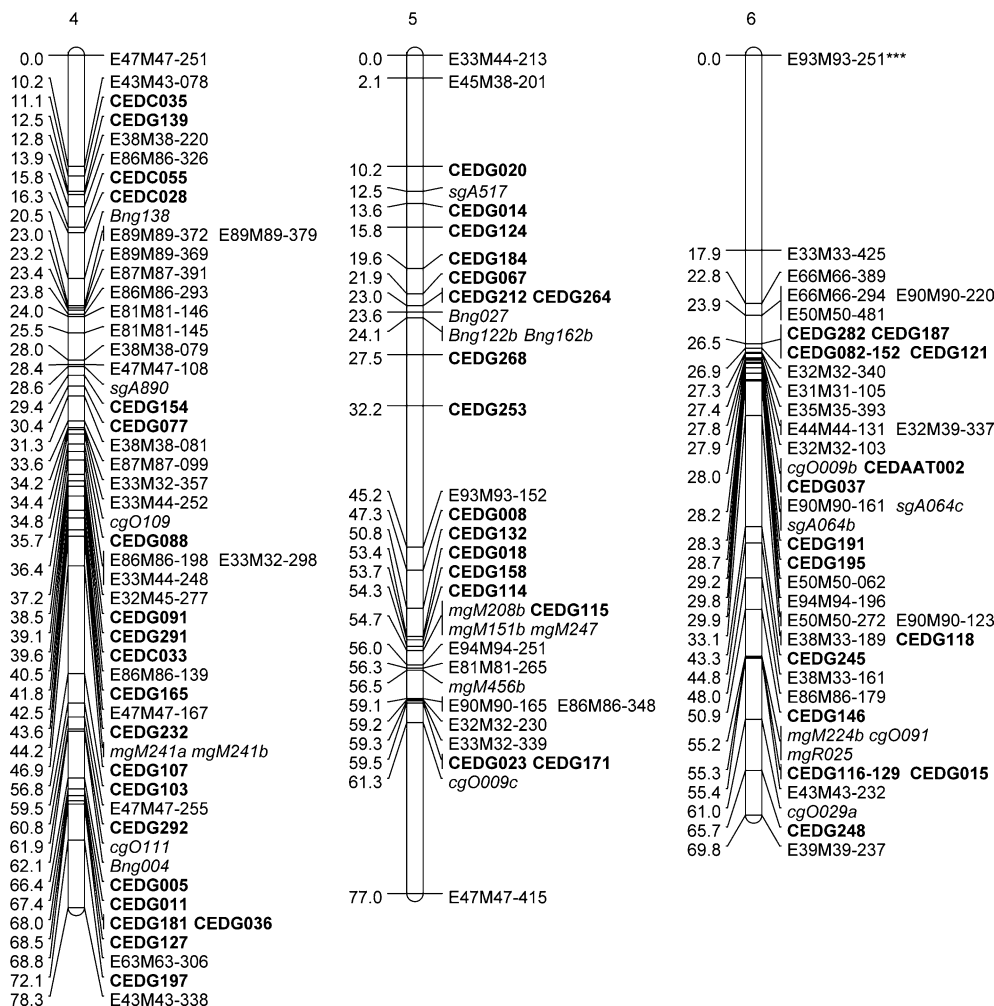 4
0.0 E47M47-251
10.2 E43M43-078
11.1 CEDC035
12.5 CEDG139
12.8 E38M38-220
13.9 E86M86-326
15.8 CEDC055
16.3 CEDC028
20.5 Bng138
23.0 E89M89-372 E89M89-379
23.2 E89M89-369
23.4 E87M87-391
23.8 E86M86-293
24.0 E81M81-146
25.5 E81M81-145
28.0 E38M38-079
28.4 E47M47-108
28.6 sgA890
29.4 CEDG154
30.4 CEDG077
31.3 E38M38-081
33.6 E87M87-099
34.2 E33M32-357
34.4 E33M44-252
34.8 cgO109
35.7 CEDG088
36.4 E86M86-198 E33M32-298
E33M44-248
37.2 E32M45-277
38.5 CEDG091
39.1 CEDG291
39.6 CEDC033
40.5 E86M86-139
41.8 CEDG165
42.5 E47M47-167
43.6 CEDG232
44.2 mgM241a mgM241b
46.9 CEDG107
56.8 CEDG103
59.5 E47M47-255
60.8 CEDG292
61.9 cgO111
62.1 Bng004
66.4 CEDG005
67.4 CEDG011
68.0 CEDG181 CEDG036
68.5 CEDG127
68.8 E63M63-306
72.1 CEDG197
78.3 E43M43-338
5
0.0 E33M44-213
2.1 E45M38-201
10.2 CEDG020
12.5 sgA517
13.6 CEDG014
15.8 CEDG124
19.6 CEDG184
21.9 CEDG067
23.0 CEDG212 CEDG264
23.6 Bng027
24.1 Bng122b Bng162b
27.5 CEDG268
32.2 CEDG253
45.2 E93M93-152
47.3 CEDG008
50.8 CEDG132
53.4 CEDG018
53.7 CEDG158
54.3 CEDG114
54.7 mgM208b CEDG115
mgM151b mgM247
56.0 E94M94-251
56.3 E81M81-265
56.5 mgM456b
59.1 E90M90-165 E86M86-348
59.2 E32M32-230
59.3 E33M32-339
59.5 CEDG023 CEDG171
61.3 cgO009c
77.0 E47M47-415
6
0.0 E93M93-251***
17.9 E33M33-425
22.8 E66M66-389
23.9 E66M66-294 E90M90-220
E50M50-481
26.5 CEDG282 CEDG187
CEDG082-152 CEDG121
26.9 E32M32-340
27.3 E31M31-105
27.4 E35M35-393
27.8 E44M44-131 E32M39-337
27.9 E32M32-103
28.0 cgO009b CEDAAT002
CEDG037
28.2 E90M90-161 sgA064c
sgA064b
28.3 CEDG191
28.7 CEDG195
29.2 E50M50-062
29.8 E94M94-196
29.9 E50M50-272 E90M90-123
33.1 E38M33-189 CEDG118
43.3 CEDG245
44.8 E38M33-161
48.0 E86M86-179
50.9 CEDG146
55.2 mgM224b cgO091
mgR025
55.3 CEDG116-129 CEDG015
55.4 E43M43-232
61.0 cgO029a
65.7 CEDG248
69.8 E39M39-237